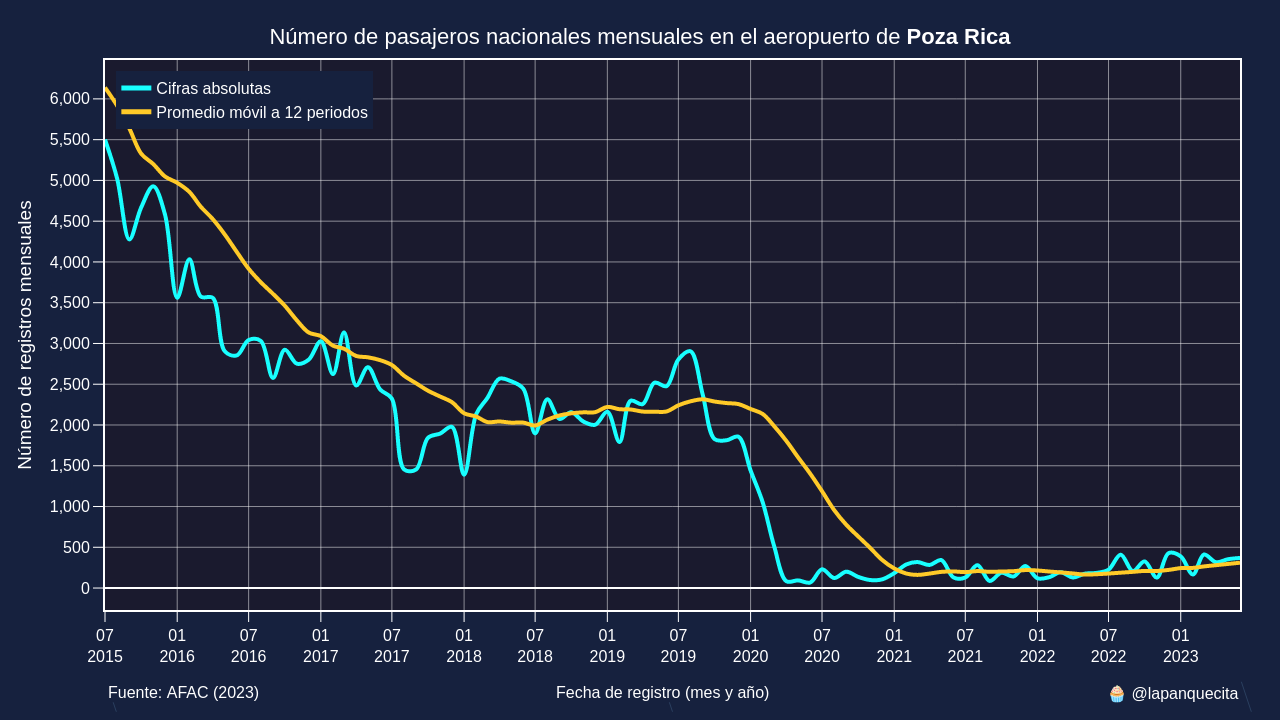 Número de pasajeros nacionales mensuales en el aeropuerto de Poza Rica
Cifras absolutas
Promedio móvil a 12 periodos
Número de registros mensuales
6,000
5,500
5,000
4,500
4,000
3,500
3,000
2,500
2,000
1,500
1,000
500
0
07 01 07 01 07 01 07 01 07 01 07 01 07 01 07 01
2015 2016 2016 2017 2017 2018 2018 2019 2019 2020 2020 2021 2021 2022 2022 2023
Fuente: AFAC (2023) Fecha de registro (mes y año) 🧁 @lapanquecita